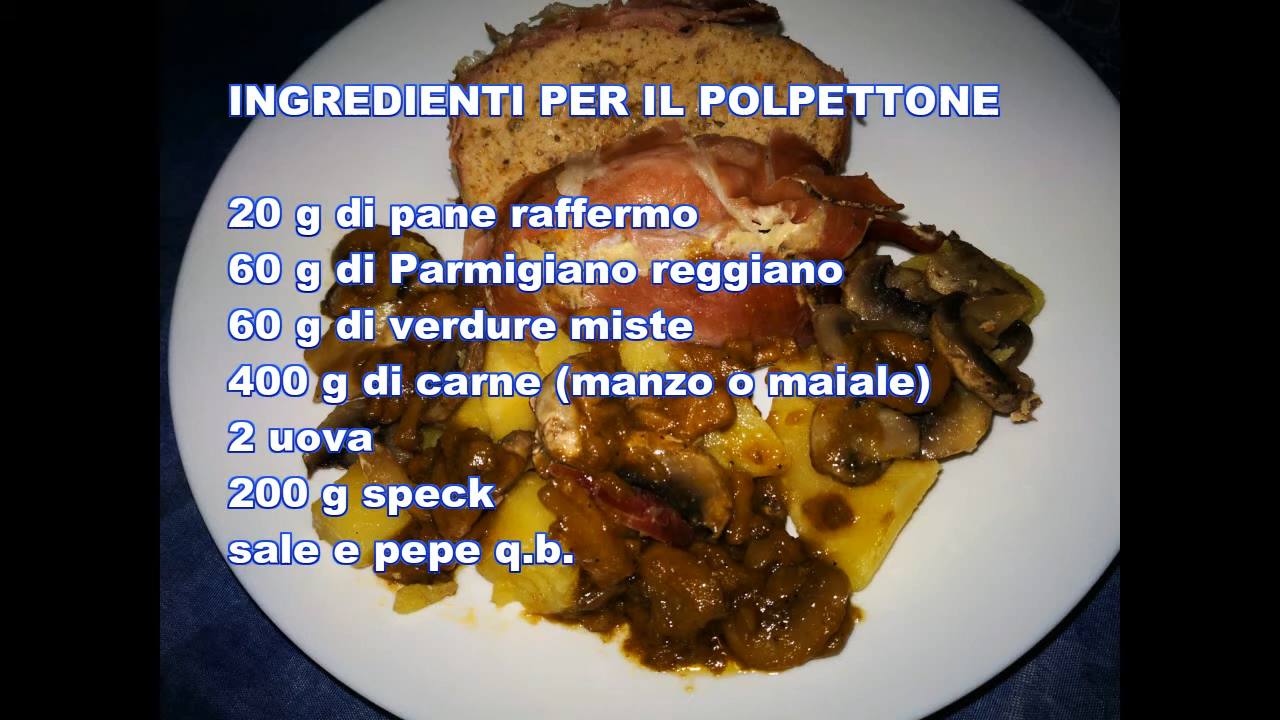 INGREDIENTI PER IL POLPETTONE
20 g di pane raffermo
60 g di Parmigiano reggiano
60 g di verdure miste
400 g di carne (manzo o maiale)
2 uova
200 g speck
sale e pepe q.b.